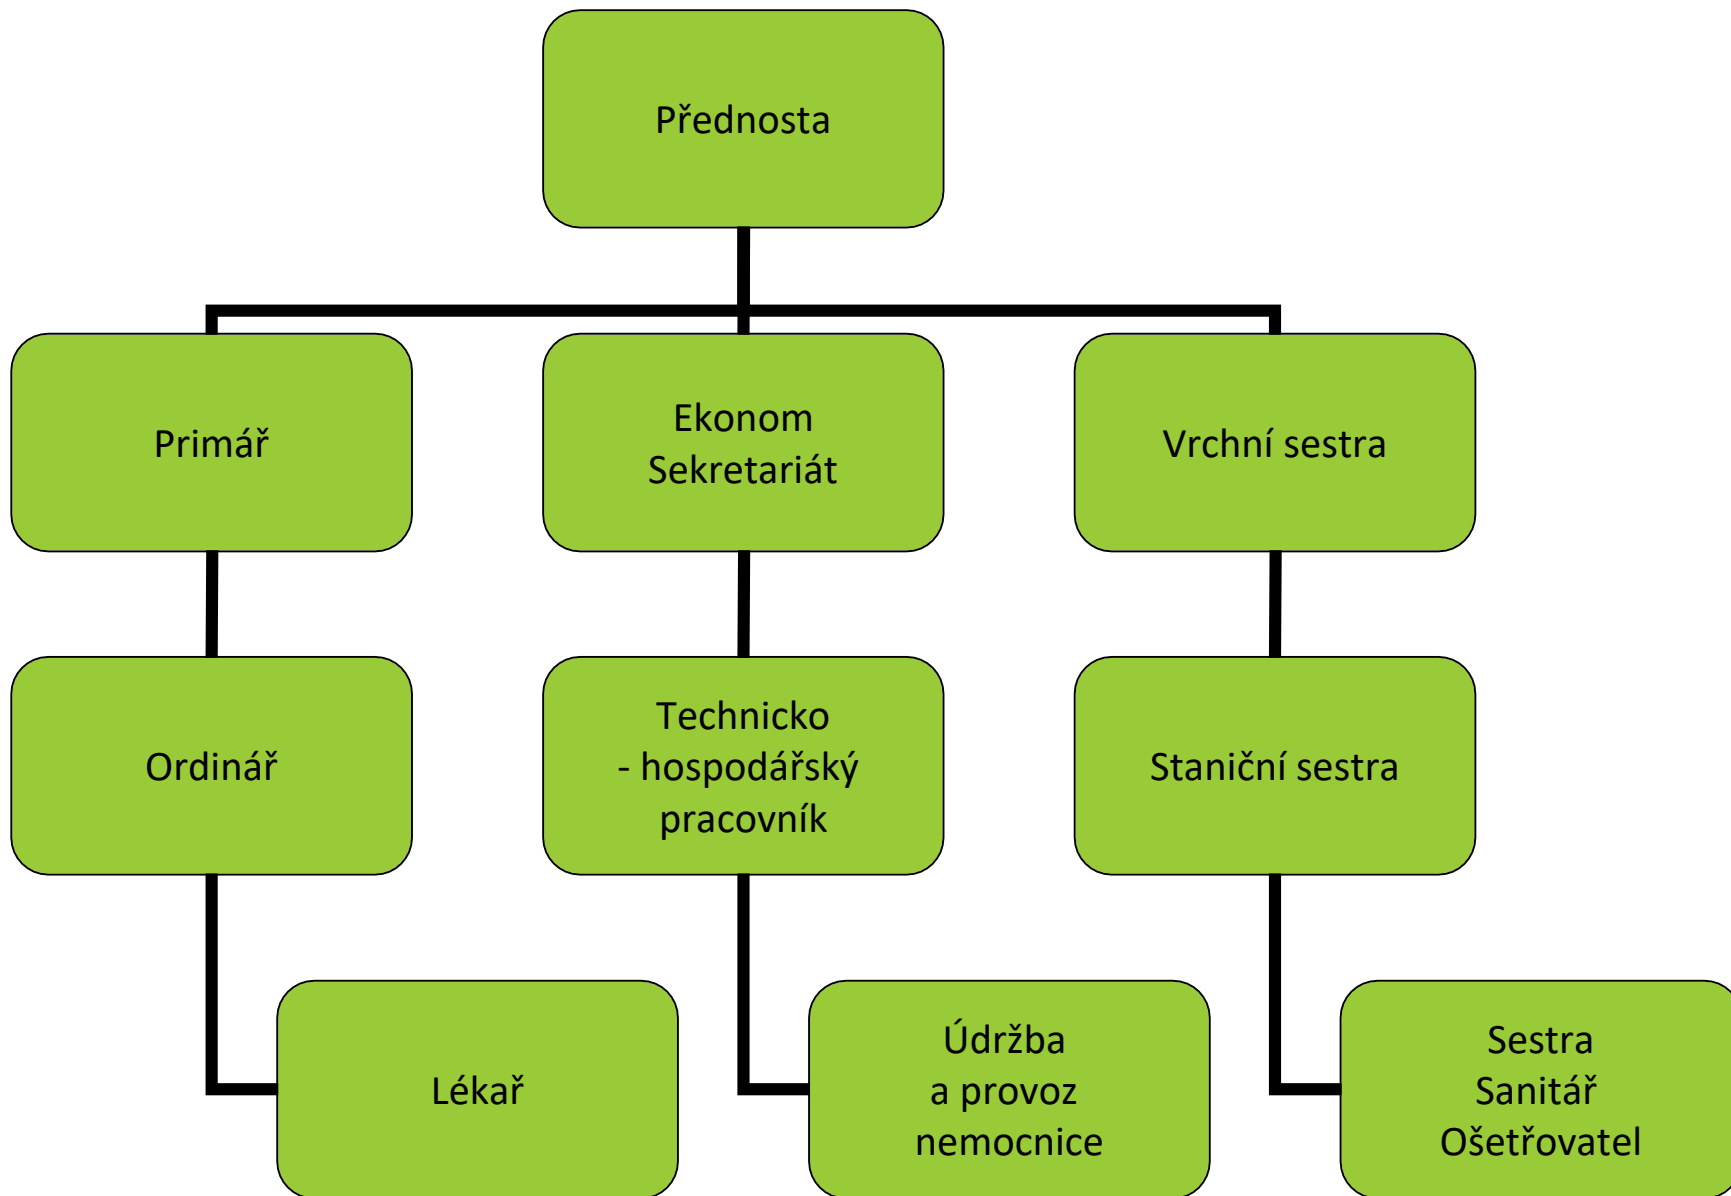 Přednosta
Primář
Ekonom
Sekretariát
Vrchní sestra
Ordinář
Technicko
- hospodářský
pracovník
Staniční sestra
Lékař
Údržba
a provoz
nemocnice
Sestra
Sanitář
Ošetřovatel